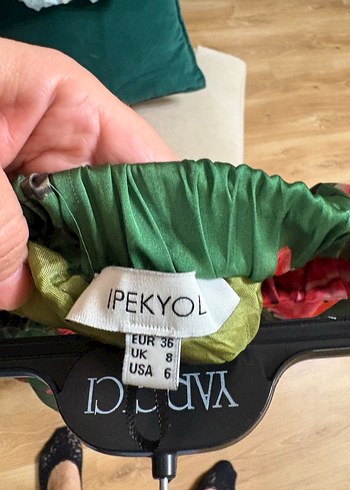 IPEKYOL
EUR 36
UK 8
USA 6